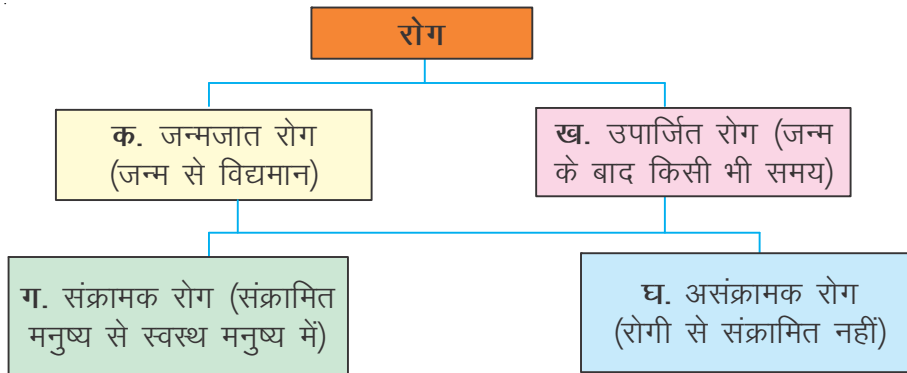 रोग
क. जन्मजात रोग
(जन्म से विद्यमान)
ख. उपार्जित रोग (जन्म
के बाद किसी भी समय)
ग. संक्रामक रोग (संक्रामित
मनुष्य से स्वस्थ मनुष्य में)
घ. असंक्रामक रोग
(रोगी से संक्रामित नहीं)